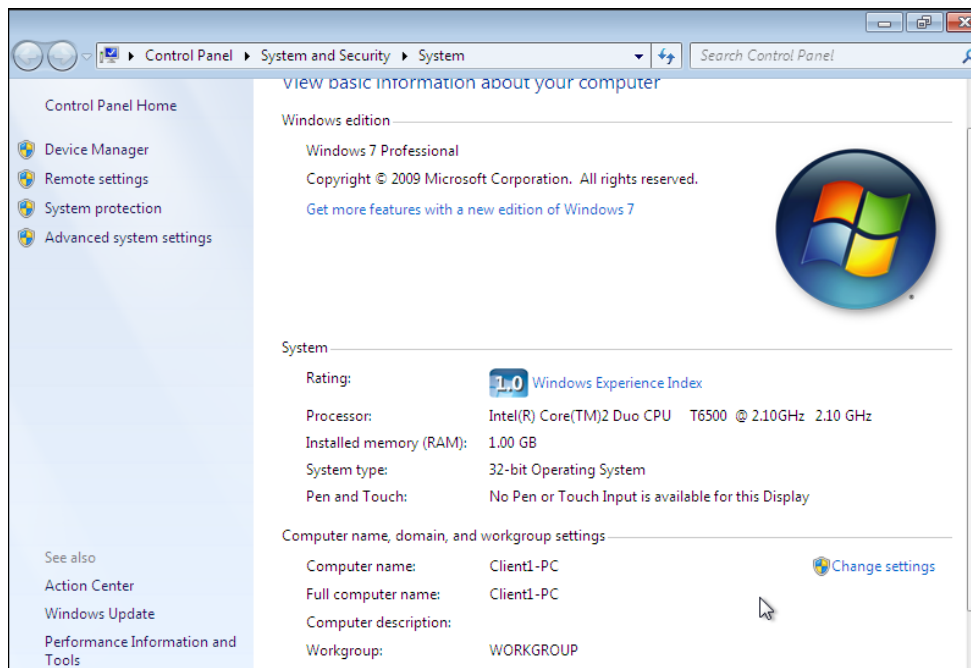 Control Panel ▸ System and Security ▸ System
Search Control Panel
Control Panel Home
Device Manager
Remote settings
System protection
Advanced system settings
See also
Action Center
Windows Update
Performance Information and
Tools
View basic information about your computer
Windows edition
Windows 7 Professional
Copyright © 2009 Microsoft Corporation. All rights reserved.
Get more features with a new edition of Windows 7
System
Rating:
1.0 Windows Experience Index
Processor:
Intel(R) Core(TM)2 Duo CPU T6500 @ 2.10GHz 2.10 GHz
Installed memory (RAM):
1.00 GB
System type:
32-bit Operating System
Pen and Touch:
No Pen or Touch Input is available for this Display
Computer name, domain, and workgroup settings
Computer name:
Client1-PC
Change settings
Full computer name:
Client1-PC
Computer description:
Workgroup:
WORKGROUP